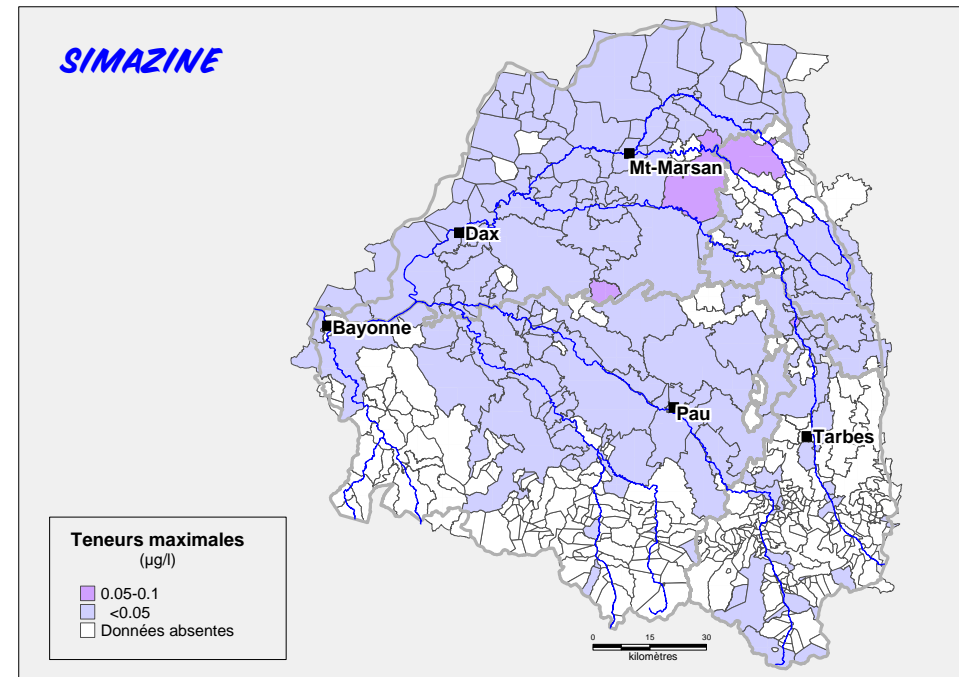 SIMAZINE
Mt-Marsan
Dax
Bayonne
Pau
Tarbes
Teneurs maximales
(µg/l)
0.05-0.1
<0.05
Données absentes
0 15 30
kilomètres